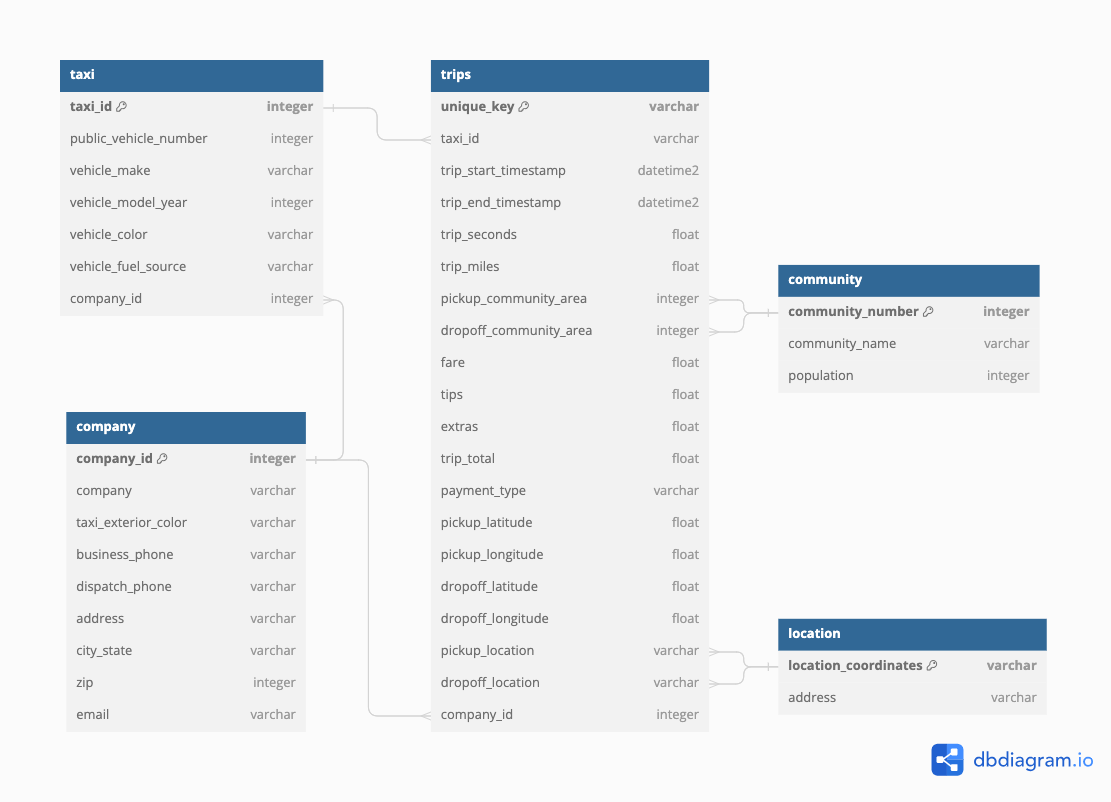 taxi
taxi_id integer
public_vehicle_number integer
vehicle_make varchar
vehicle_model_year integer
vehicle_color varchar
vehicle_fuel_source varchar
company_id integer
company
company_id integer
company varchar
taxi_exterior_color varchar
business_phone varchar
dispatch_phone varchar
address varchar
city_state varchar
zip integer
email varchar
trips
unique_key varchar
taxi_id varchar
trip_start_timestamp datetime2
trip_end_timestamp datetime2
trip_seconds float
trip_miles float
pickup_community_area integer
dropoff_community_area integer
fare float
tips float
extras float
trip_total float
payment_type varchar
pickup_latitude float
pickup_longitude float
dropoff_latitude float
dropoff_longitude float
pickup_location varchar
dropoff_location varchar
company_id integer
community
community_number integer
community_name varchar
population integer
location
location_coordinates varchar
address varchar
dbdiagram.io